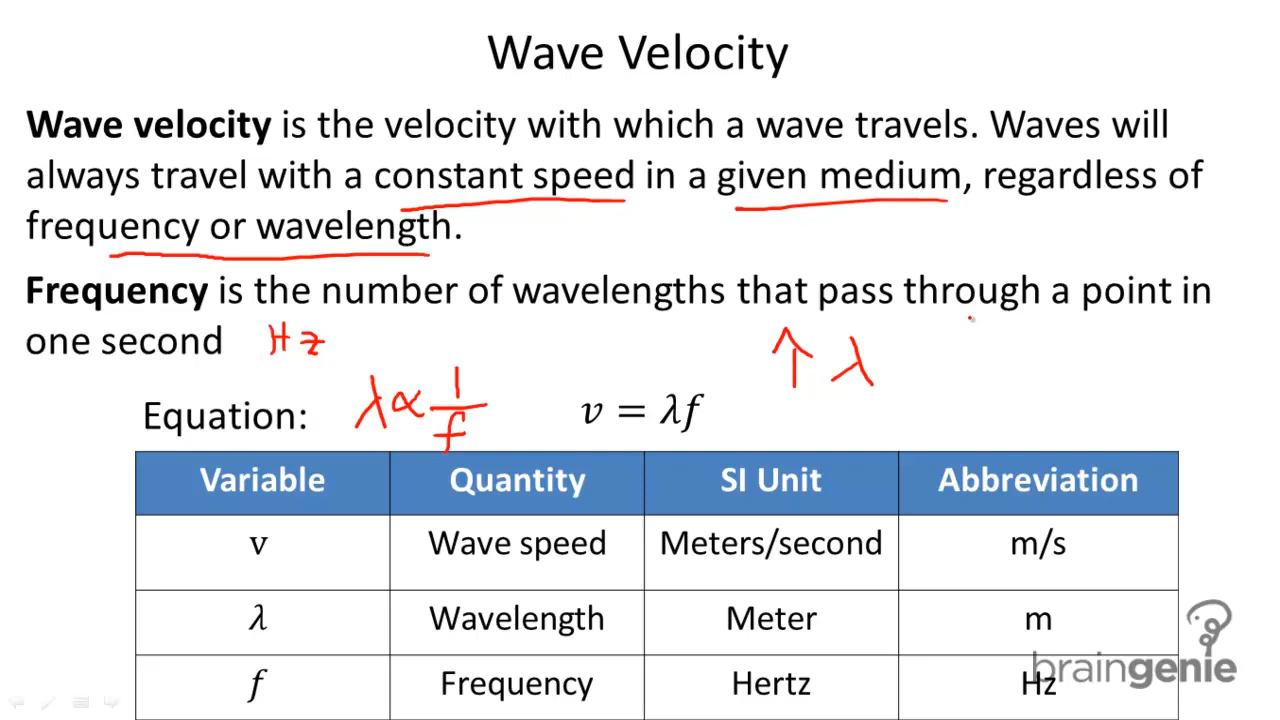 Wave Velocity
Wave velocity is the velocity with which a wave travels. Waves will
always travel with a constant speed in a given medium, regardless of
frequency or wavelength.
Frequency is the number of wavelengths that pass through a point in
one second Hz
↑ λ
Equation: λ ∝ 1/f v = λf
Variable Quantity SI Unit Abbreviation
v Wave speed Meters/second m/s
λ Wavelength Meter m
f Frequency Hertz Hz
braingenie